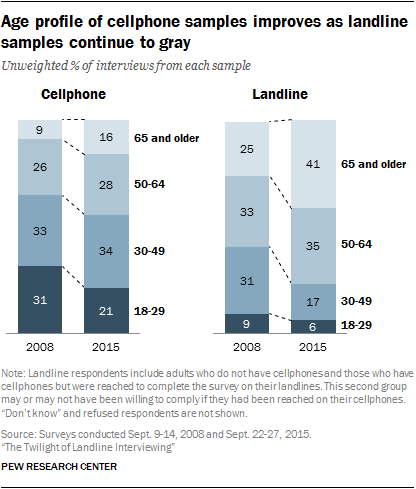 Age profile of cellphone samples improves as landline
samples continue to gray
Unweighted % of interviews from each sample
Cellphone
Landline
9
16
65 and older
26
28
50-64
33
34
30-49
31
21
18-29
2008
2015
25
41
65 and older
33
35
50-64
31
17
30-49
9
6
18-29
2008
2015
Note: Landline respondents include adults who do not have cellphones and those who have
cellphones but were reached to complete the survey on their landlines. This second group
may or may not have been willing to comply if they had been reached on their cellphones.
“Don’t know” and refused respondents are not shown.
Source: Surveys conducted Sept. 9-14, 2008 and Sept. 22-27, 2015.
“The Twilight of Landline Interviewing”
PEW RESEARCH CENTER